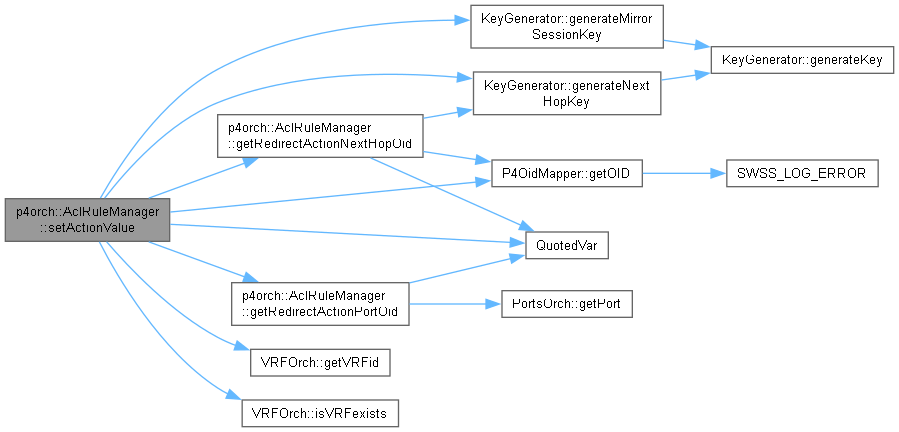 KeyGenerator::generateMirror
SessionKey
KeyGenerator::generateKey
KeyGenerator::generateNext
HopKey
p4orch::AclRuleManager
::getRedirectActionNextHopOid
P4OidMapper::getOID
SWSS_LOG_ERROR
p4orch::AclRuleManager
::setActionValue
QuotedVar
p4orch::AclRuleManager
::getRedirectActionPortOid
PortsOrch::getPort
VRFOrch::getVRFid
VRFOrch::isVRFexists